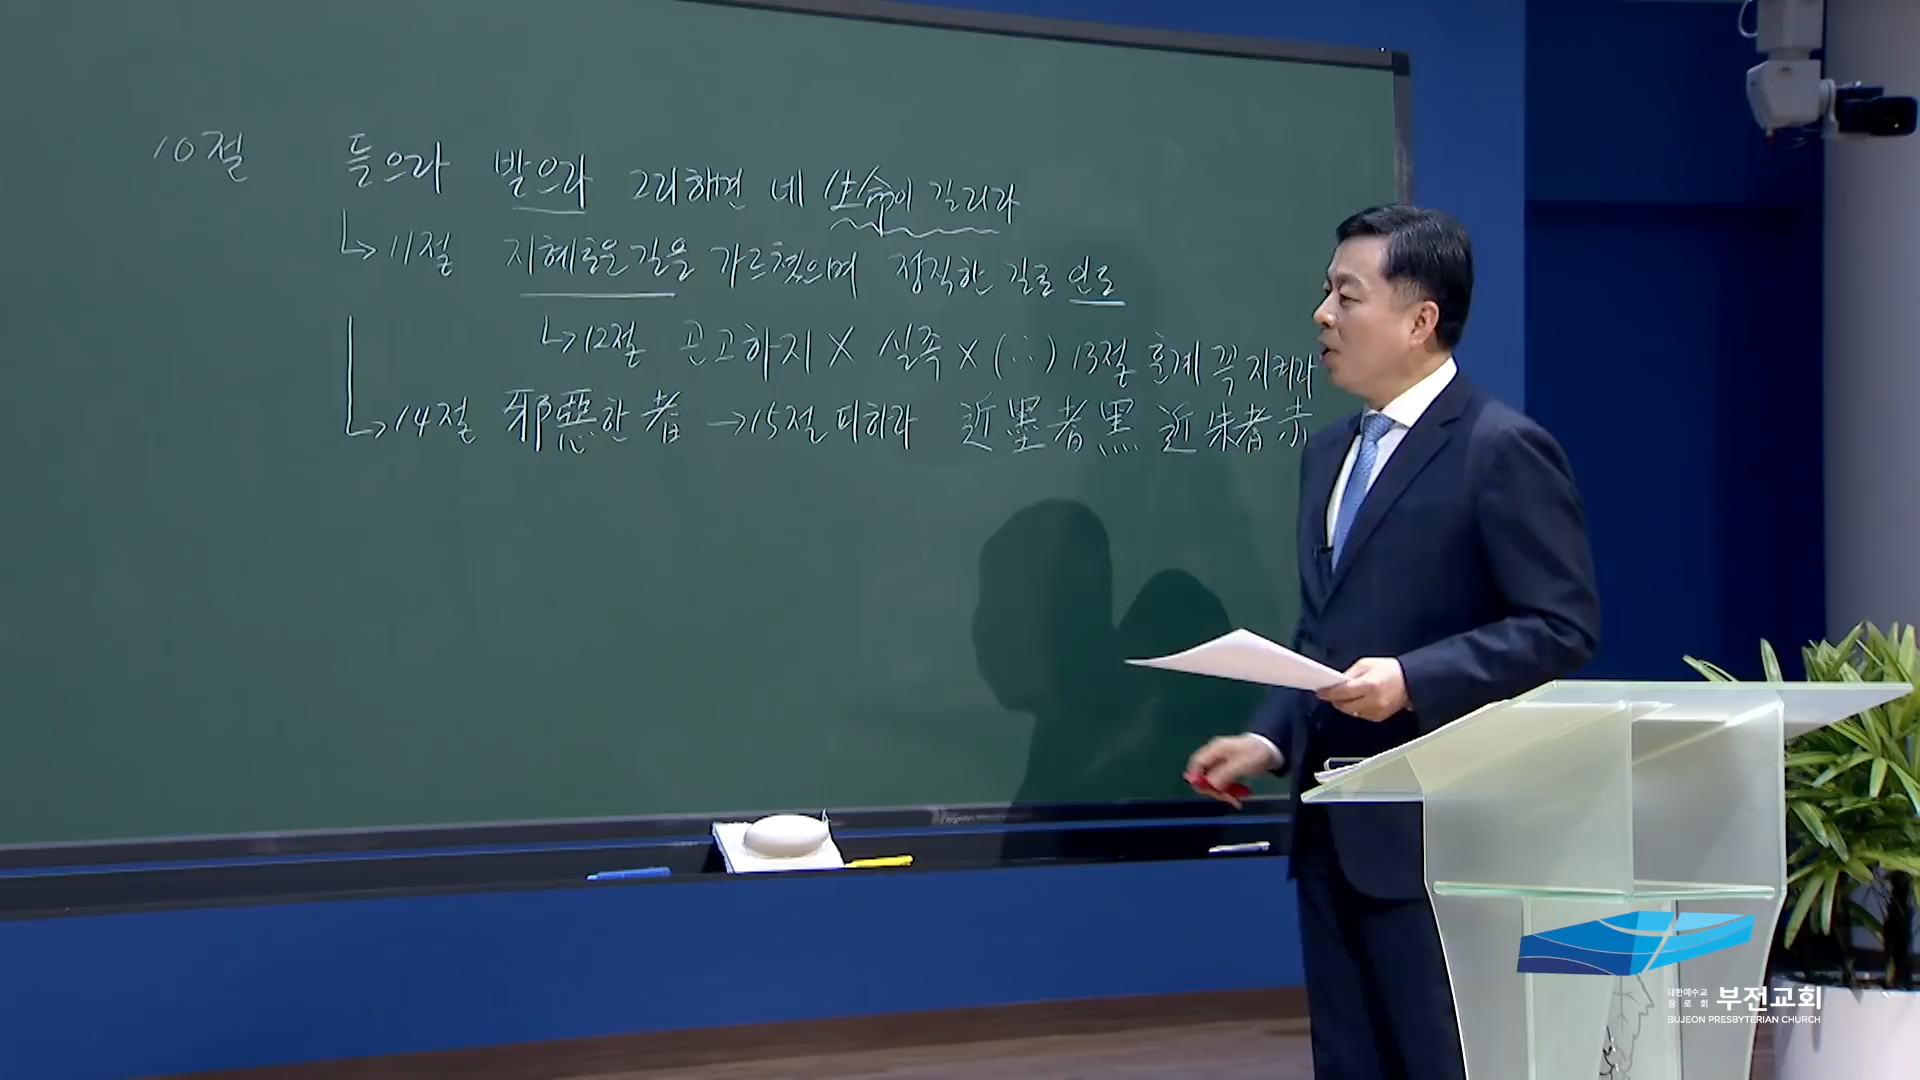 10절 들으라 받으라 그리하면 네 生命이 길리라
↳ 11절 지혜로운 길을 가르쳤으며 정직한 길로 인도
↳ 12절 곤고하지 X 실족 X (∴) 13절 훈계 꼭 지키라
↳ 14절 邪惡한 者 → 15절 피하라 近墨者黑 近朱者赤
대한예수교
장로회 부전교회
BUJEON PRESBYTERIAN CHURCH